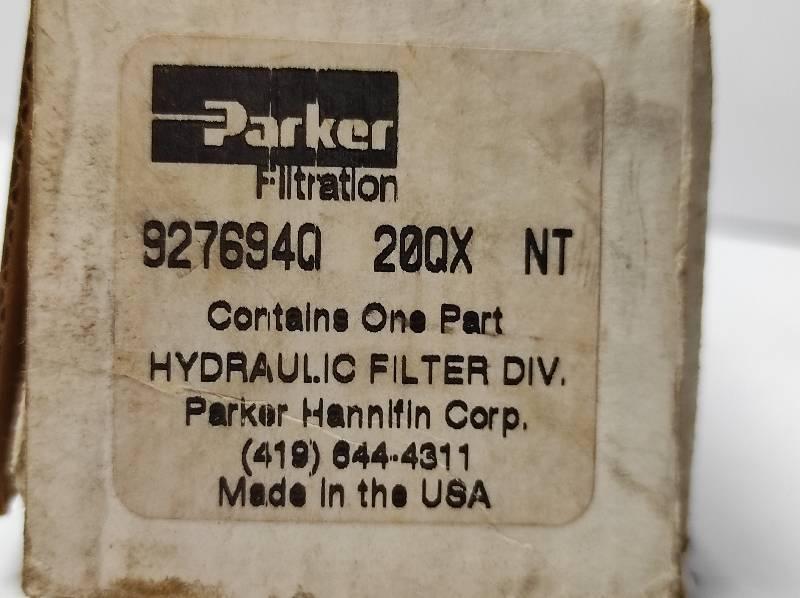 Parker
Filtration
927694Q 20QX NT
Contains One Part
HYDRAULIC FILTER DIV.
Parker Hannifin Corp.
(419) 644-4311
Made in the USA